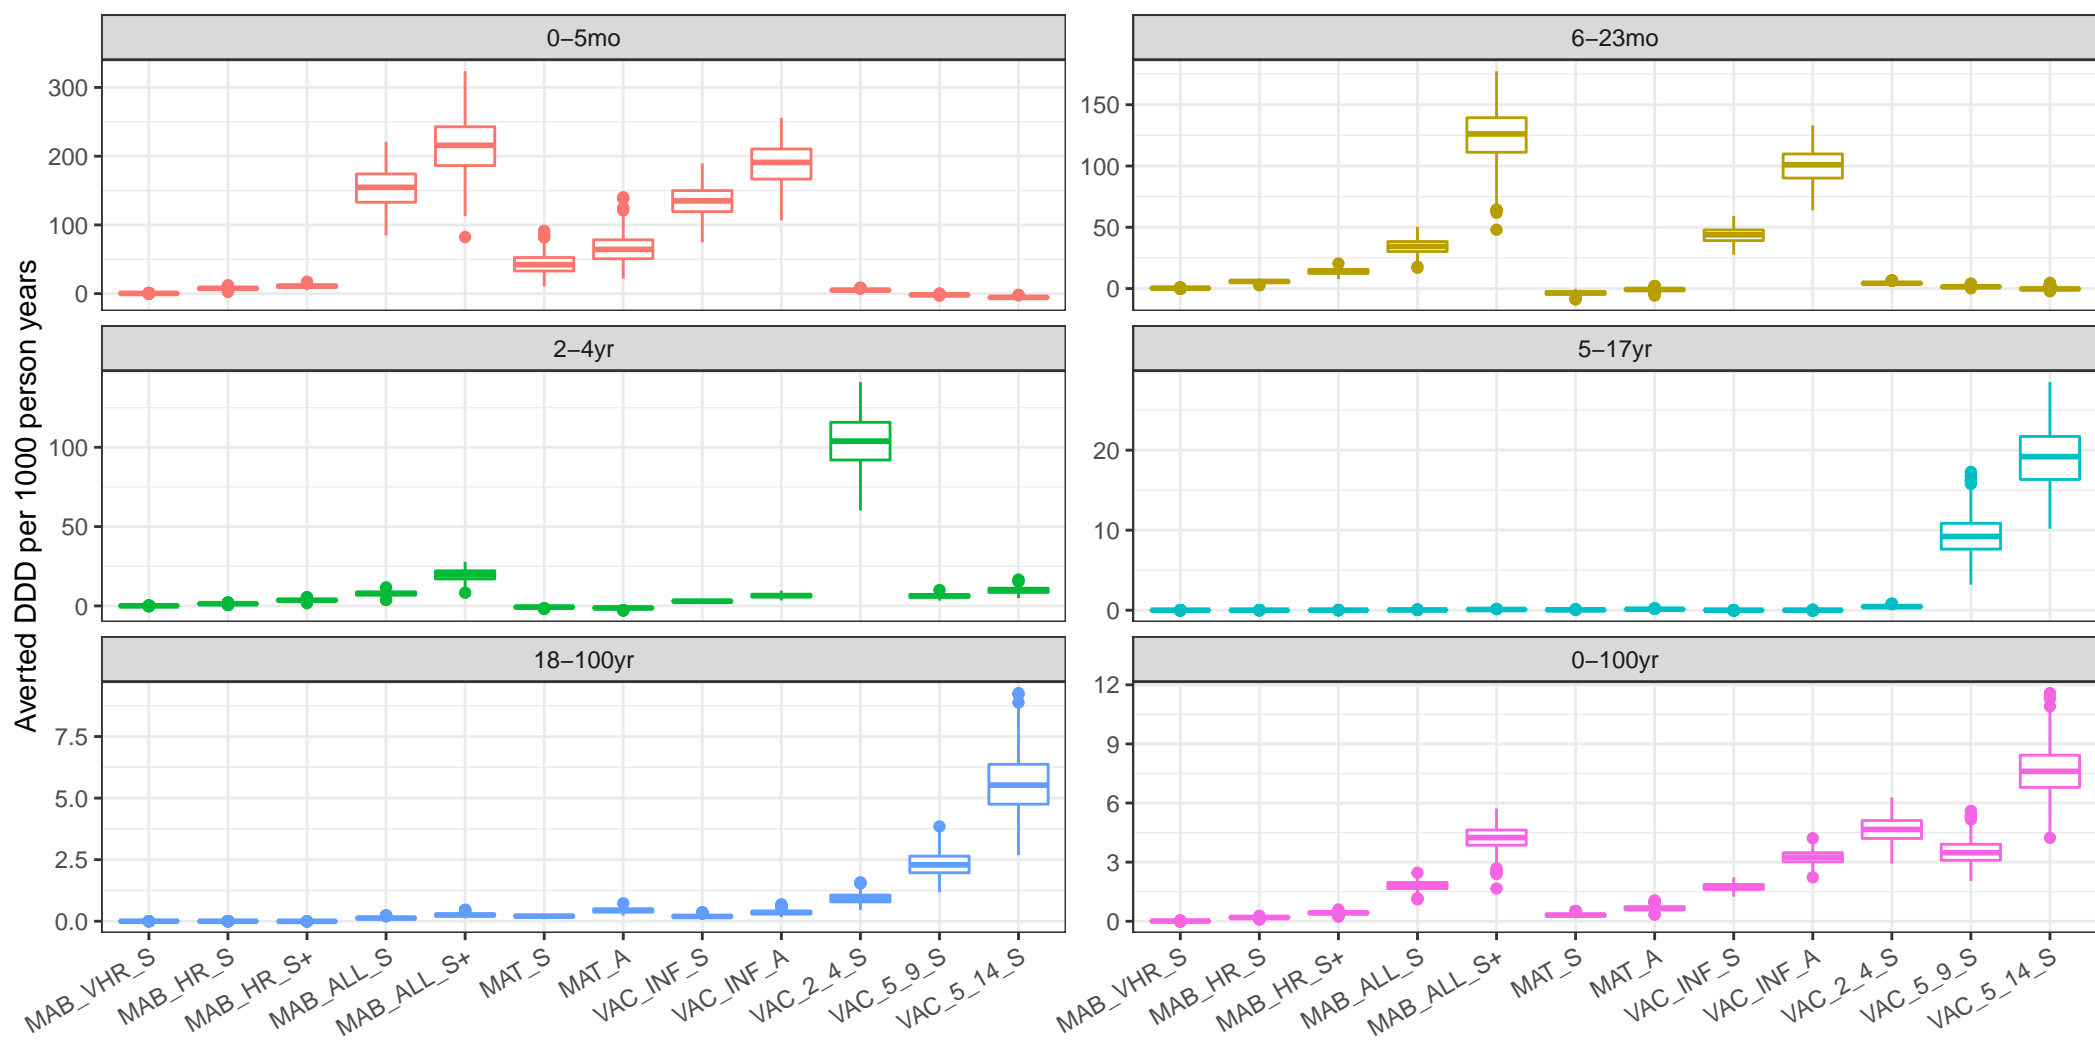 0−5mo
6−23mo
300
200
100
0
150
100
50
0
2−4yr
5−17yr
100
50
0
20
10
0
18−100yr
0−100yr
7.5
5.0
2.5
0.0
12
9
6
3
0
Averted DDD per 1000 person years
MAB_VHR_S
MAB_HR_S
MAB_HR_S+
MAB_ALL_S
MAB_ALL_S+
MAT_S
MAT_A
VAC_INF_S
VAC_INF_A
VAC_2_4_S
VAC_5_9_S
VAC_5_14_S
MAB_VHR_S
MAB_HR_S
MAB_HR_S+
MAB_ALL_S
MAB_ALL_S+
MAT_S
MAT_A
VAC_INF_S
VAC_INF_A
VAC_2_4_S
VAC_5_9_S
VAC_5_14_S